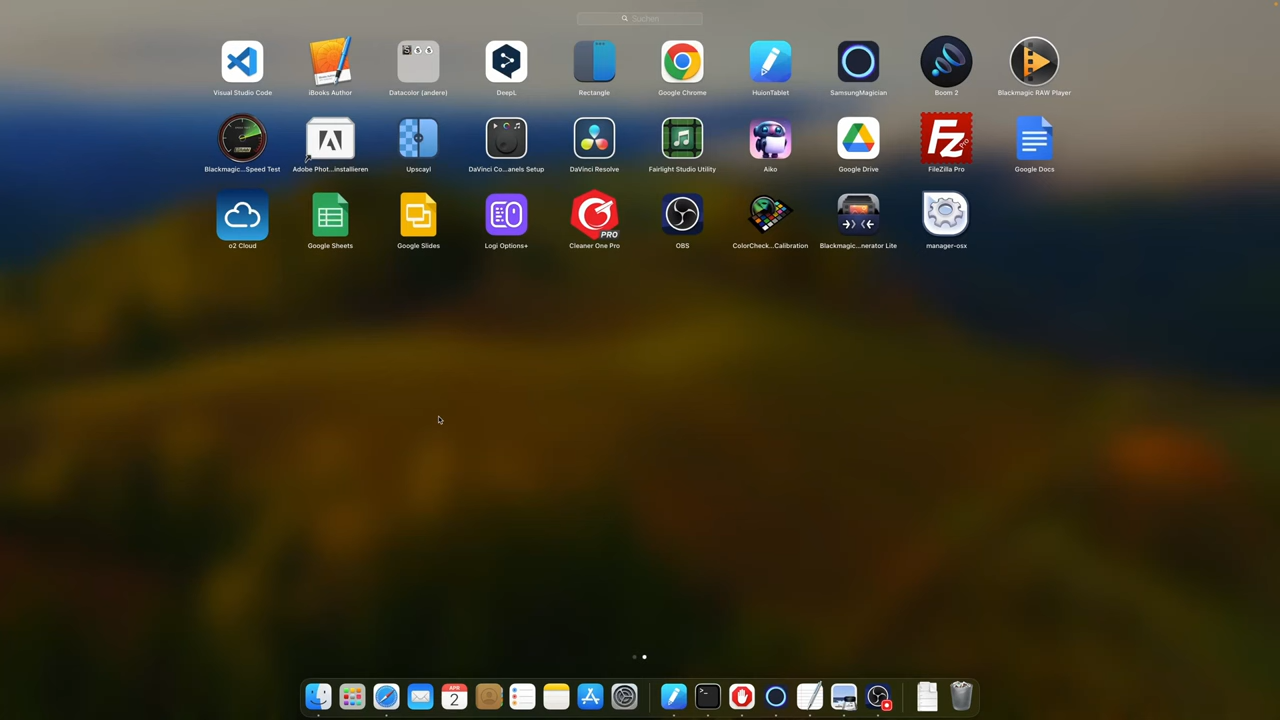 Suchen
Visual Studio Code
iBooks Author
Datacolor (andere)
DeepL
Rectangle
Google Chrome
HuionTablet
SamsungMagician
Boom 2
Blackmagic RAW Player
Blackmagic...Speed Test
Adobe Phot...installieren
Upscayl
DaVinci Co...anels Setup
DaVinci Resolve
Fairlight Studio Utility
Aiko
Google Drive
FileZilla Pro
Google Docs
o2 Cloud
Google Sheets
Google Slides
Logi Options+
PRO
Cleaner One Pro
OBS
ColorCheck...Calibration
Blackmagic...nerator Lite
manager-osx
APR
2